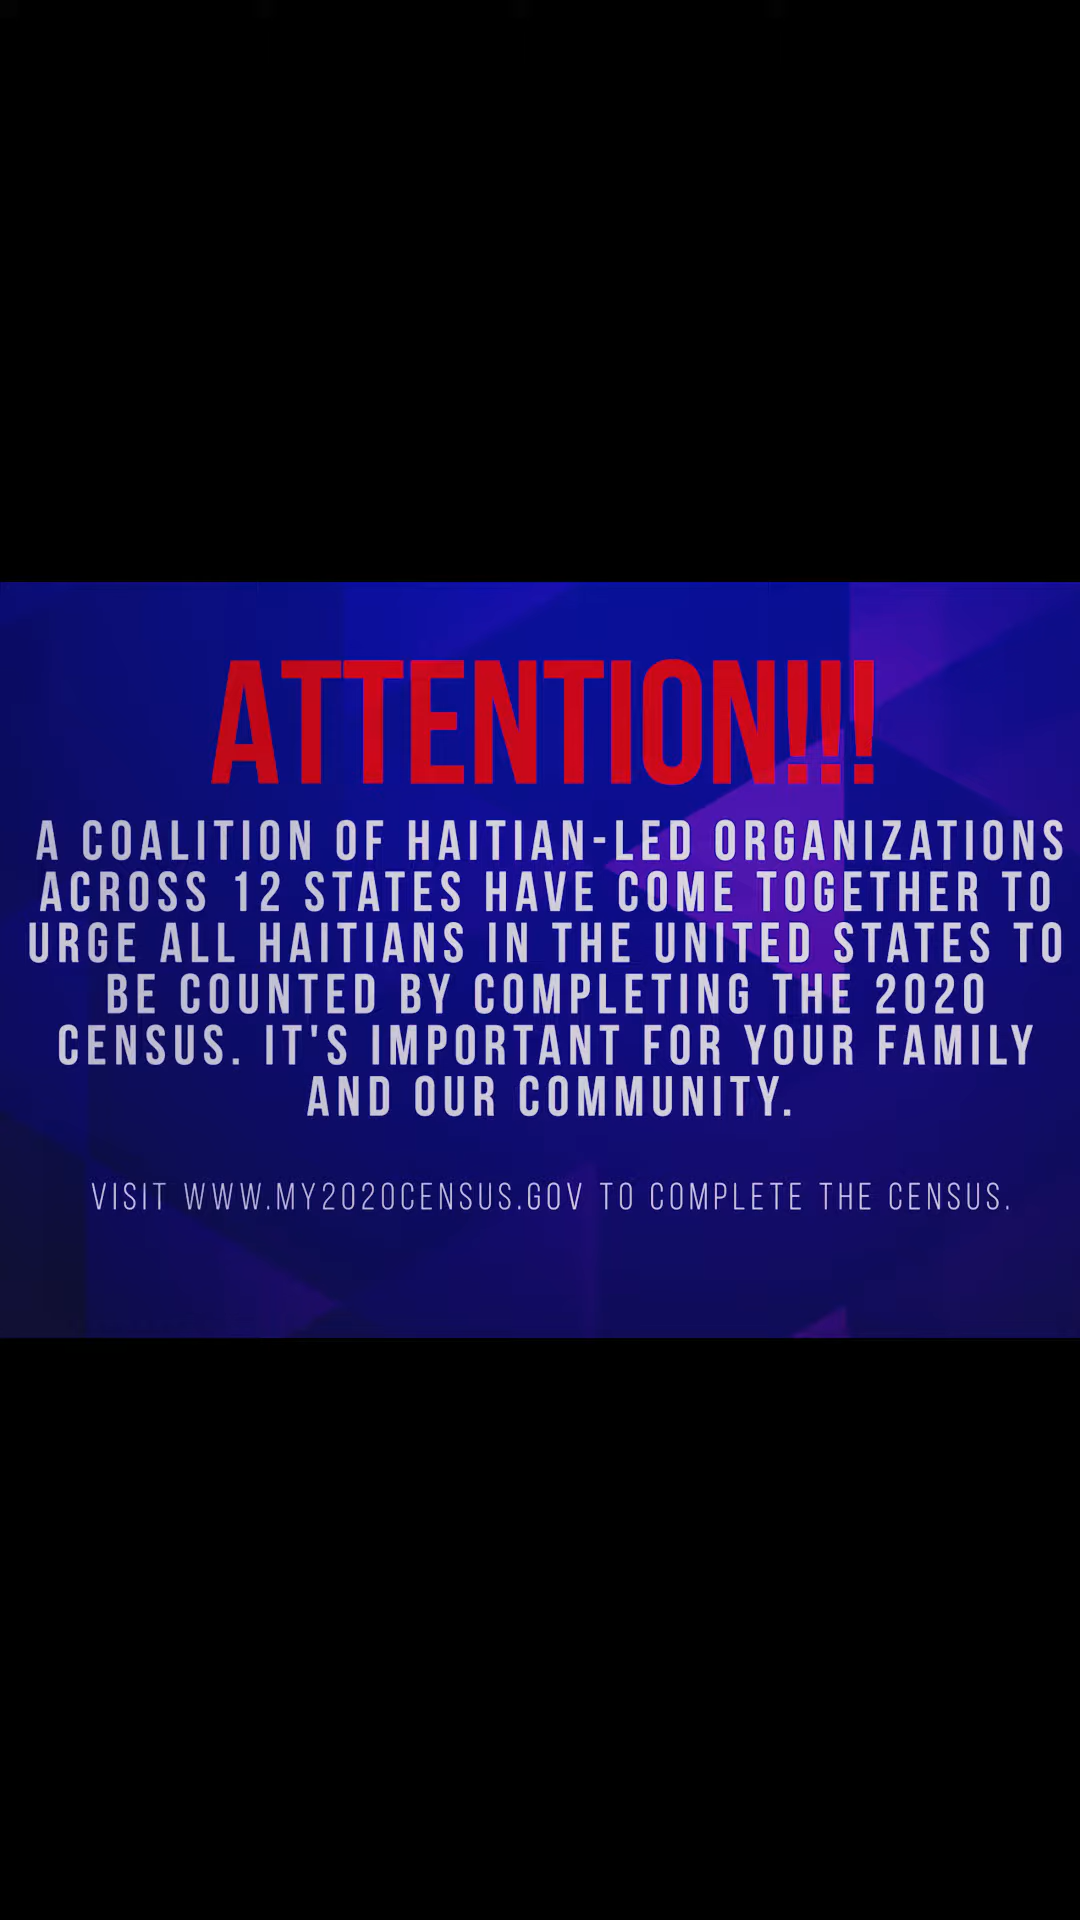 ATTENTION!!!
A COALITION OF HAITIAN-LED ORGANIZATIONS
ACROSS 12 STATES HAVE COME TOGETHER TO
URGE ALL HAITIANS IN THE UNITED STATES TO
BE COUNTED BY COMPLETING THE 2020
CENSUS. IT'S IMPORTANT FOR YOUR FAMILY
AND OUR COMMUNITY.
VISIT WWW.MY2020CENSUS.GOV TO COMPLETE THE CENSUS.